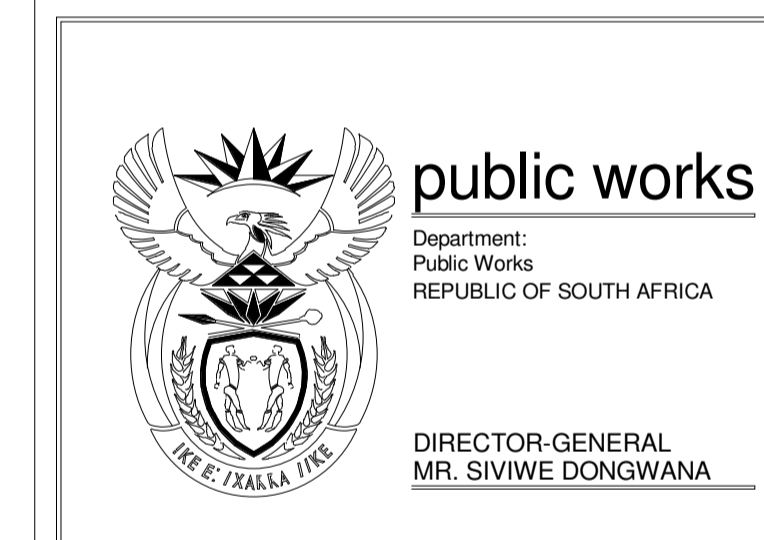 public works
Department:
Public Works
REPUBLIC OF SOUTH AFRICA
DIRECTOR-GENERAL
MR. SIVIWE DONGWANA
!KE E: /XARRA //KE